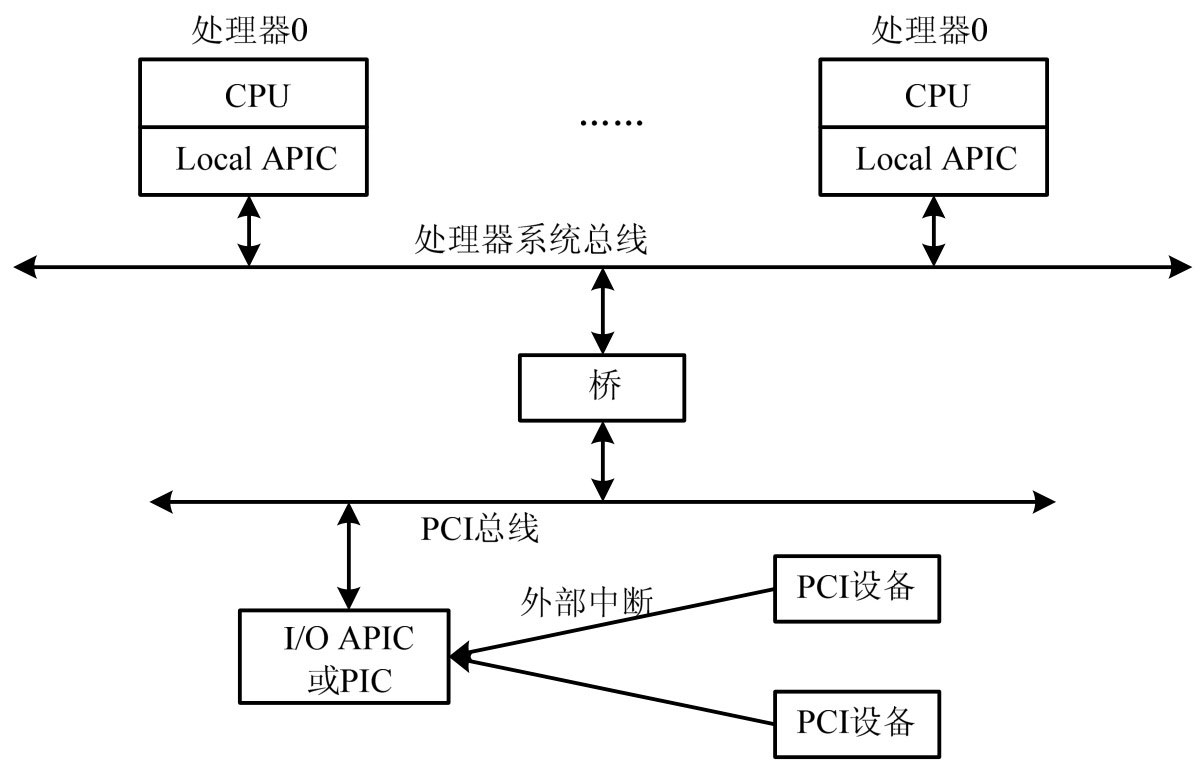 处理器0
处理器0
CPU
CPU
……
Local APIC
Local APIC
处理器系统总线
桥
PCI总线
PCI设备
外部中断
I/O APIC
或PIC
PCI设备